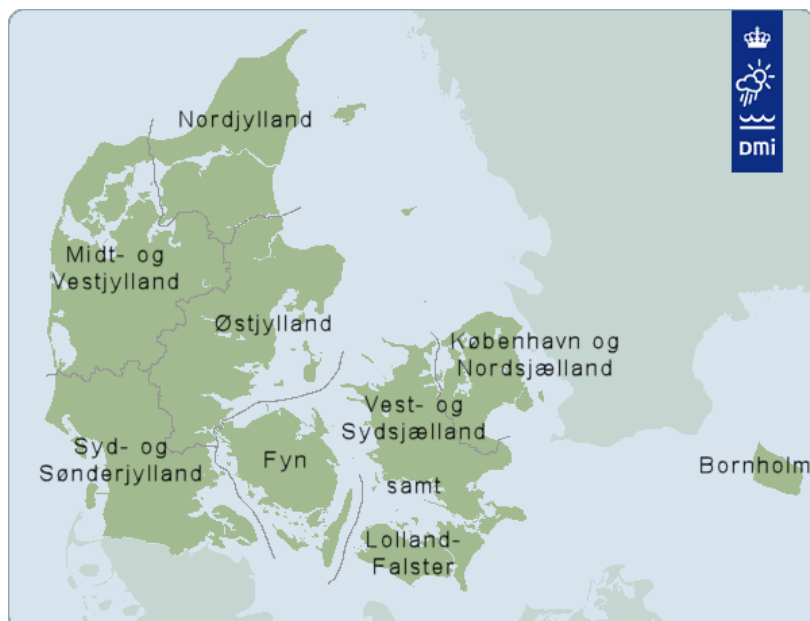 DMi
Nordjylland
Midt- og
Vestjylland
Østjylland
København og
Nordsjælland
Vest- og
Sydsjælland
Syd- og
Sønderjylland
Fyn
samt
Bornholm
Lolland-
Falster